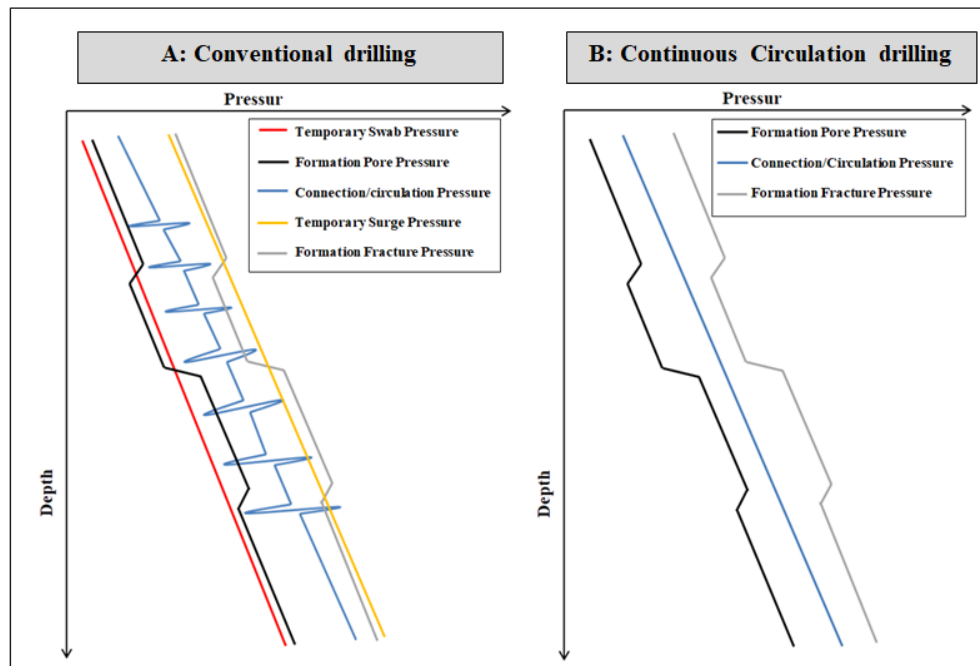 A: Conventional drilling
Pressur
Temporary Swab Pressure
Formation Pore Pressure
Connection/circulation Pressure
Temporary Surge Pressure
Formation Fracture Pressure
Depth
B: Continuous Circulation drilling
Pressur
Formation Pore Pressure
Connection/Circulation Pressure
Formation Fracture Pressure
Depth